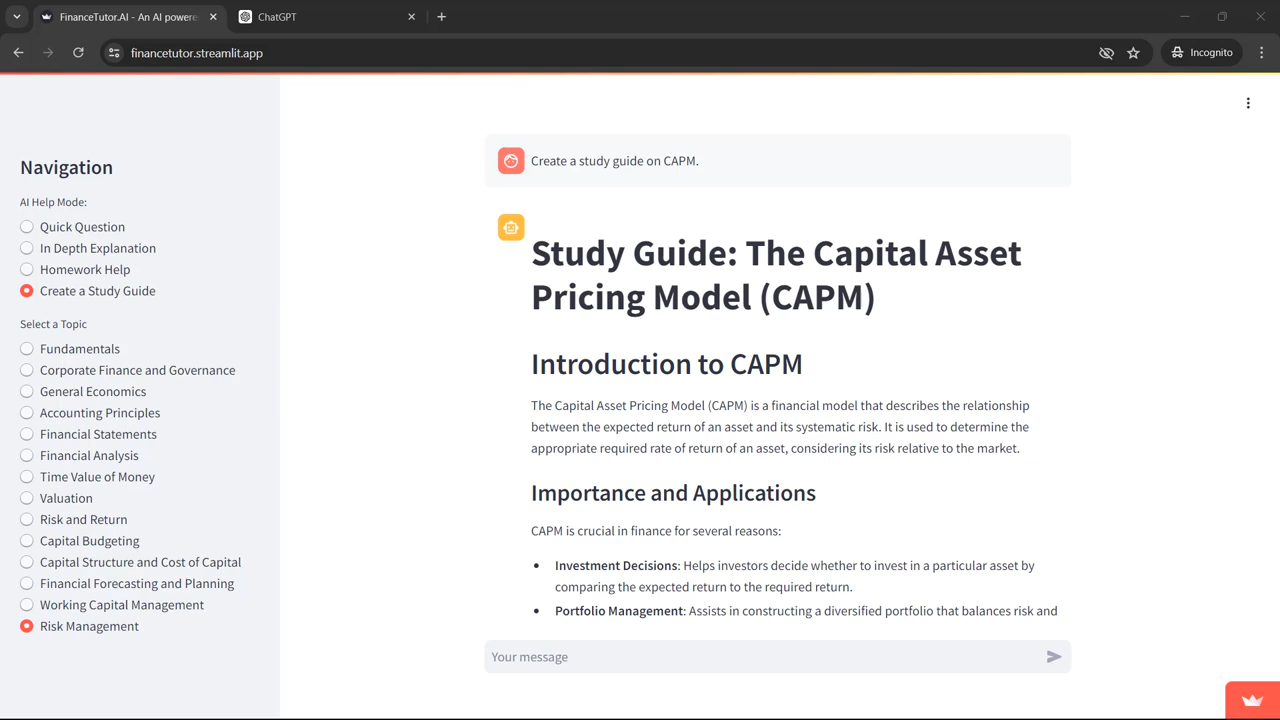 FinanceTutor.AI - An AI powere
ChatGPT
financetutor.streamlit.app
Incognito
Navigation
AI Help Mode:
Quick Question
In Depth Explanation
Homework Help
Create a Study Guide
Select a Topic
Fundamentals
Corporate Finance and Governance
General Economics
Accounting Principles
Financial Statements
Financial Analysis
Time Value of Money
Valuation
Risk and Return
Capital Budgeting
Capital Structure and Cost of Capital
Financial Forecasting and Planning
Working Capital Management
Risk Management
Create a study guide on CAPM.
Study Guide: The Capital Asset
Pricing Model (CAPM)
Introduction to CAPM
The Capital Asset Pricing Model (CAPM) is a financial model that describes the relationship
between the expected return of an asset and its systematic risk. It is used to determine the
appropriate required rate of return of an asset, considering its risk relative to the market.
Importance and Applications
CAPM is crucial in finance for several reasons:
• Investment Decisions: Helps investors decide whether to invest in a particular asset by
comparing the expected return to the required return.
• Portfolio Management: Assists in constructing a diversified portfolio that balances risk and
Your message